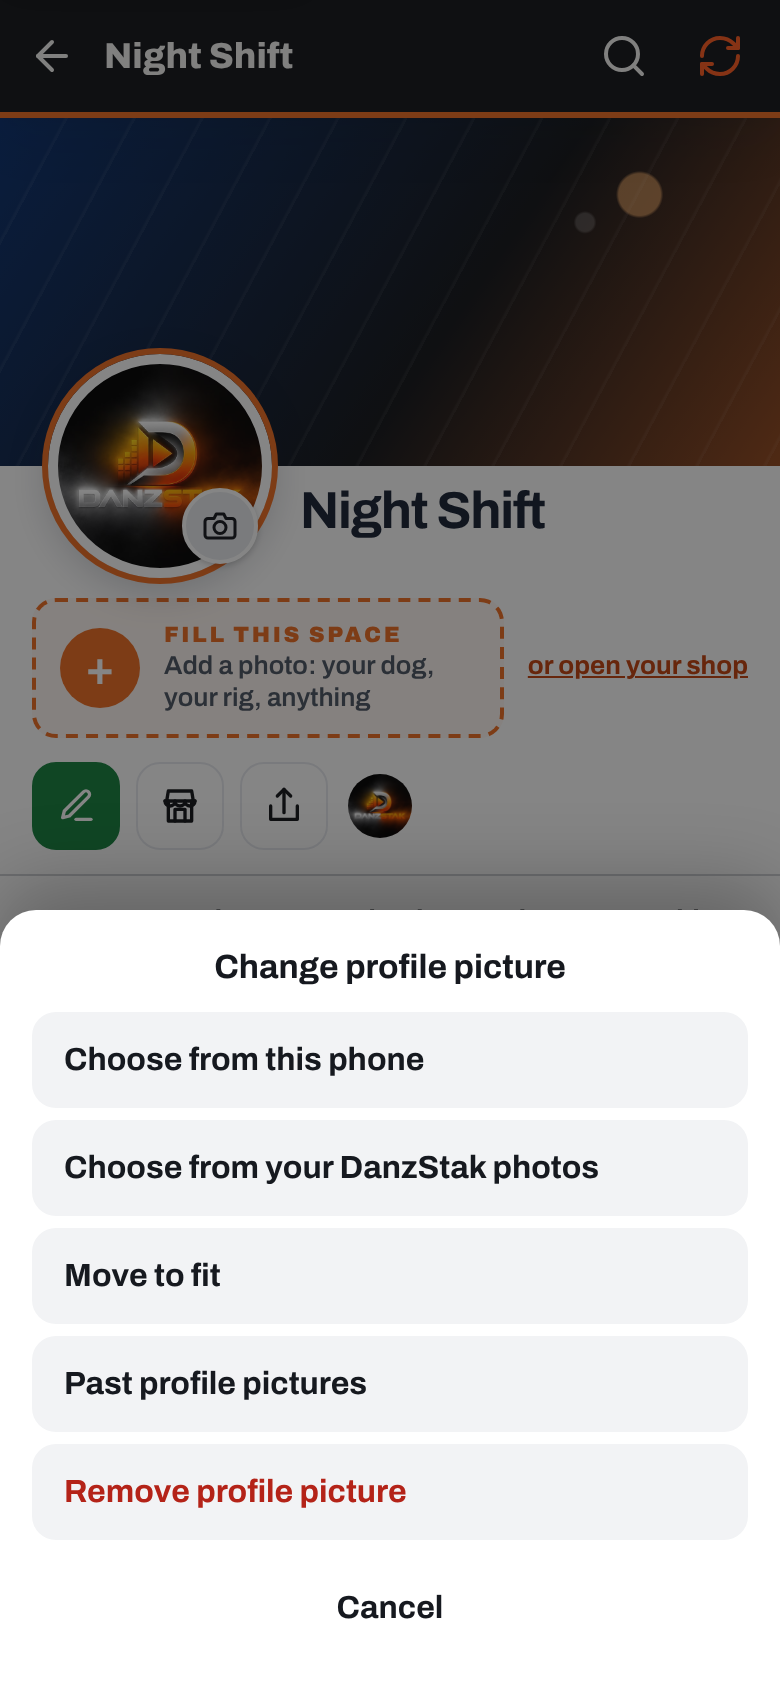 Night Shift
Night Shift
FILL THIS SPACE
Add a photo: your dog,
your rig, anything
or open your shop
Change profile picture
Choose from this phone
Choose from your DanzStak photos
Move to fit
Past profile pictures
Remove profile picture
Cancel